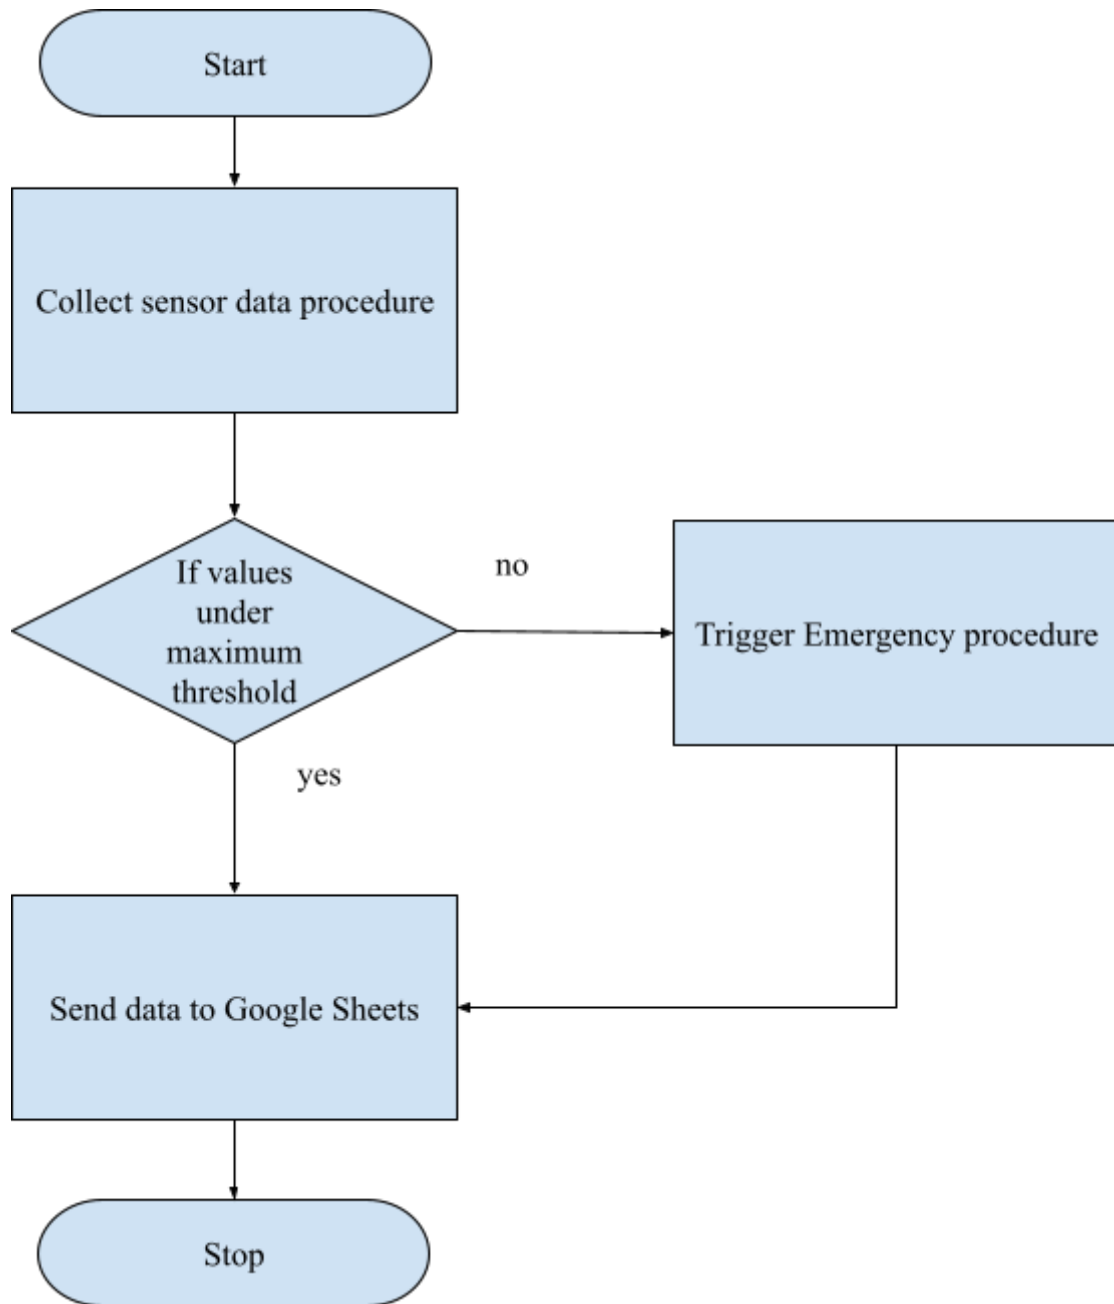 Start
Collect sensor data procedure
If values
under
maximum
threshold
no
Trigger Emergency procedure
yes
Send data to Google Sheets
Stop